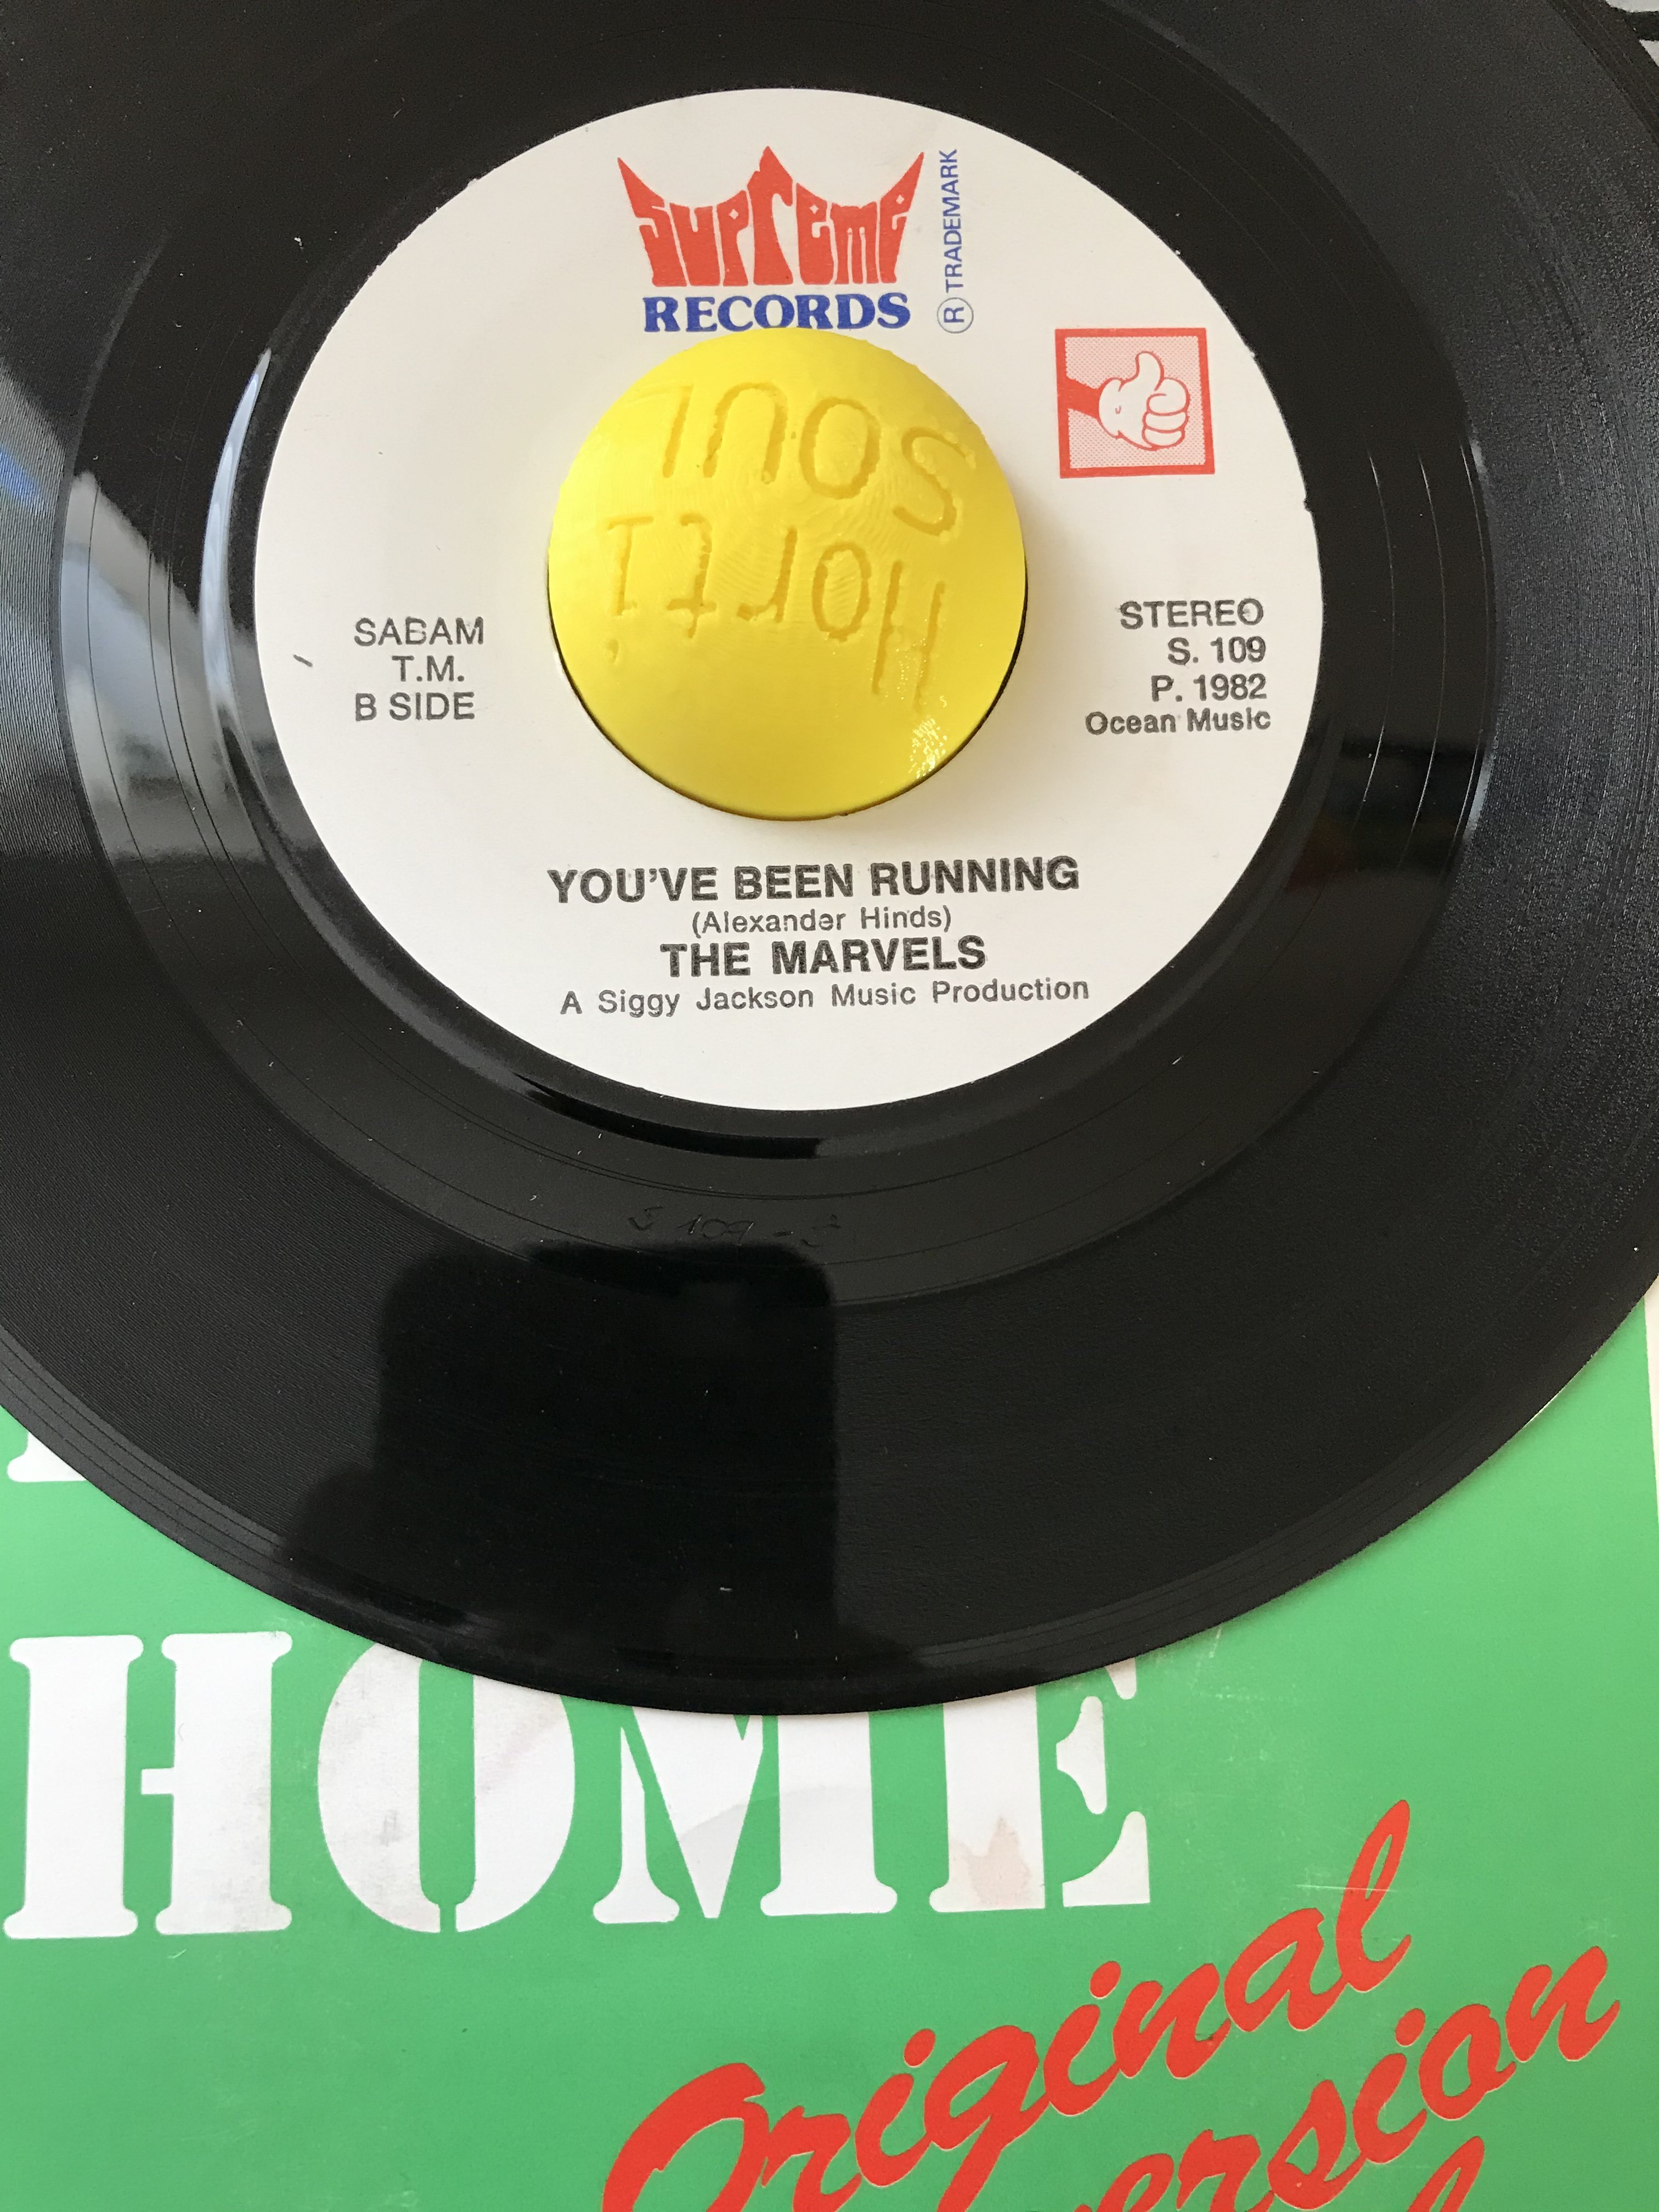 Supreme
RECORDS
® TRADEMARK
Horti
SOUL
SABAM
T.M.
B SIDE
STEREO
S. 109
P. 1982
Ocean Music
YOU'VE BEEN RUNNING
(Alexander Hinds)
THE MARVELS
A Siggy Jackson Music Production
HOME
Original